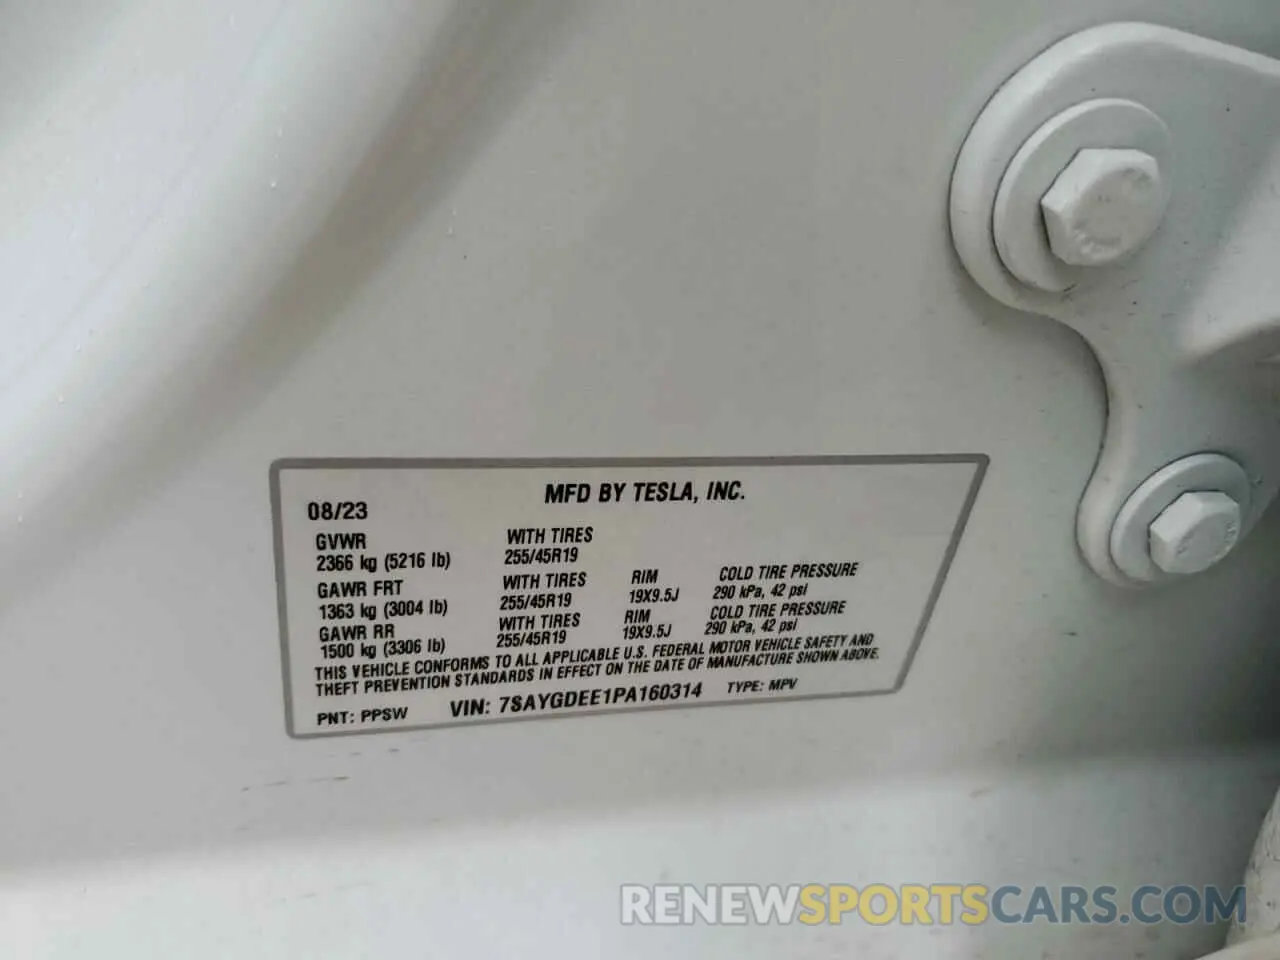 MFD BY TESLA, INC.
08/23
GVWR WITH TIRES
2366 kg (5216 lb) 255/45R19
GAWR FRT WITH TIRES RIM COLD TIRE PRESSURE
1363 kg (3004 lb) 255/45R19 19X9.5J 290 kPa, 42 psi
GAWR RR WITH TIRES RIM COLD TIRE PRESSURE
1500 kg (3306 lb) 255/45R19 19X9.5J 290 kPa, 42 psi
THIS VEHICLE CONFORMS TO ALL APPLICABLE U.S. FEDERAL MOTOR VEHICLE SAFETY AND
THEFT PREVENTION STANDARDS IN EFFECT ON THE DATE OF MANUFACTURE SHOWN ABOVE.
PNT: PPSW VIN: 7SAYGDEE1PA160314 TYPE: MPV
RENEWSPORTSCARS.COM